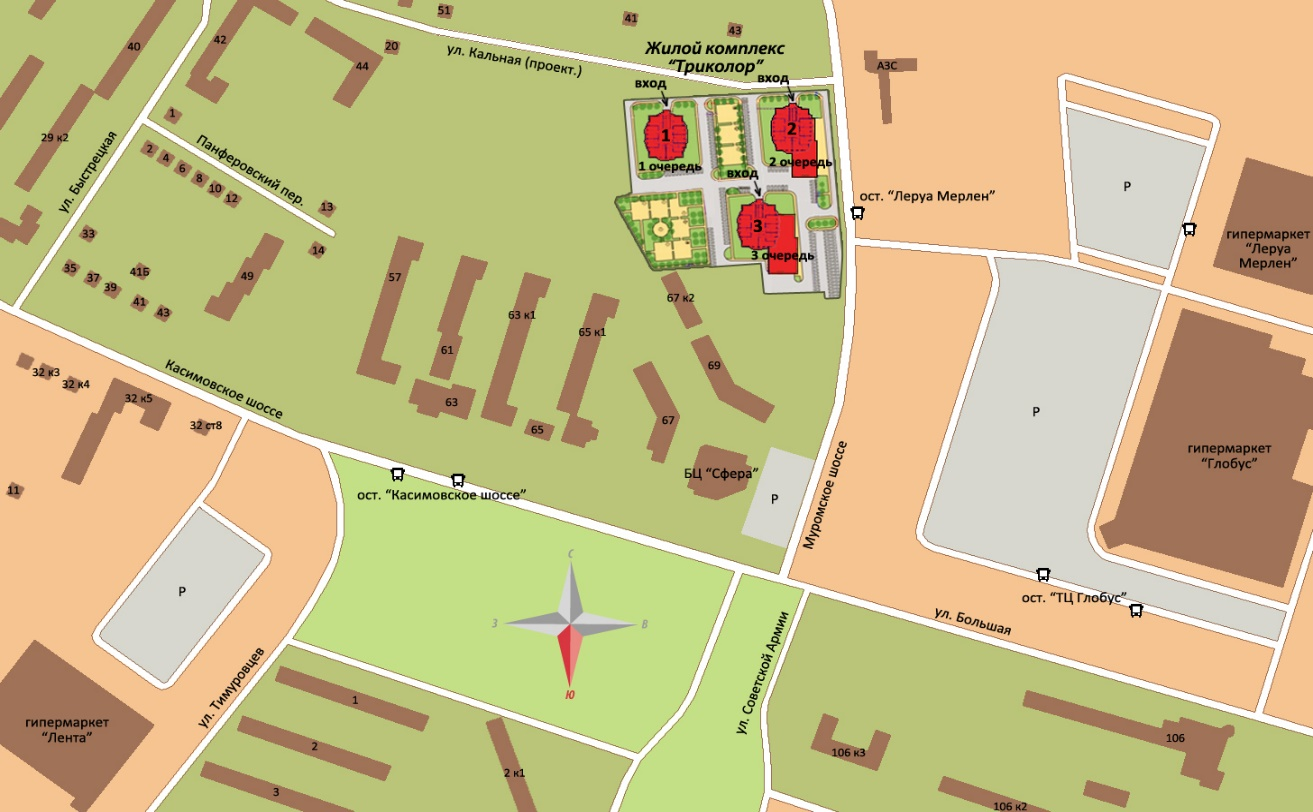 51
41
43
40
42
20
44
ул. Кальная (проект.)
Жилой комплекс
“Триколор”
вход
вход
АЗС
1
2
1 очередь
2 очередь
вход
3
3 очередь
29 к2
ул. Быстрецкая
1
Панферовский пер.
2
4
6
8
10
12
13
14
ост. “Леруа Мерлен”
P
гипермаркет
“Леруа
Мерлен”
33
35
37
39
41Б
41
43
49
57
61
63 к1
65 к1
67 к2
69
63
65
67
32 к3
32 к4
32 к5
32 ст8
11
Касимовское шоссе
ост. “Касимовское шоссе”
БЦ “Сфера”
P
Муромское шоссе
P
гипермаркет
“Глобус”
ост. “ТЦ Глобус”
ул. Большая
P
С
З
В
Ю
ул. Тимуровцев
ул. Советской Армии
гипермаркет
“Лента”
1
2
3
2 к1
106 к3
106
106 к2